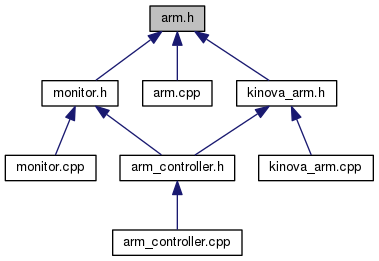 arm.h
monitor.h
arm.cpp
kinova_arm.h
monitor.cpp
arm_controller.h
kinova_arm.cpp
arm_controller.cpp